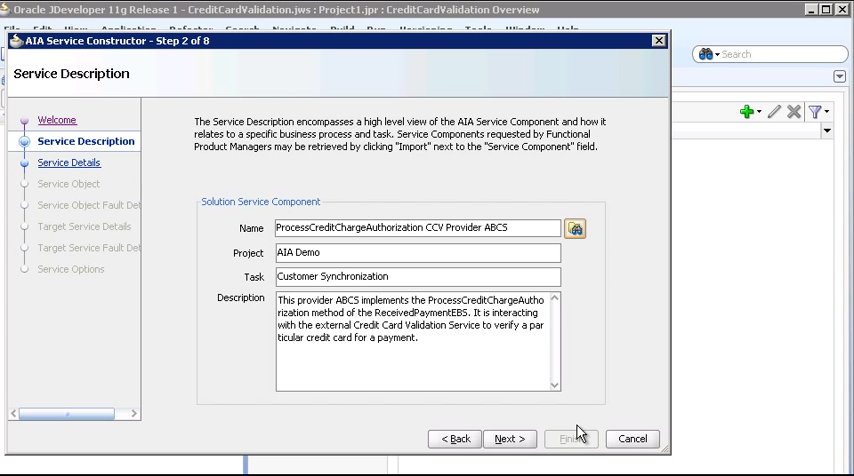 Oracle JDeveloper 11g Release 1 - CreditCardValidation.jws : Project1.jpr : CreditCardValidation Overview
AIA Service Constructor - Step 2 of 8
Search
Service Description
Welcome
Service Description
Service Details
Service Object
Service Object Fault Det
Target Service Details
Target Service Fault Det
Service Options
The Service Description encompasses a high level view of the AIA Service Component and how it
relates to a specific business process and task. Service Components requested by Functional
Product Managers may be retrieved by clicking "Import" next to the "Service Component" field.
Solution Service Component
Name ProcessCreditChargeAuthorization CCV Provider ABCS
Project AIA Demo
Task Customer Synchronization
Description This provider ABCS implements the ProcessCreditChargeAutho
rization method of the ReceivedPaymentEBS. It is interacting
with the external Credit Card Validation Service to verify a par
ticular credit card for a payment.
< Back Next > Cancel